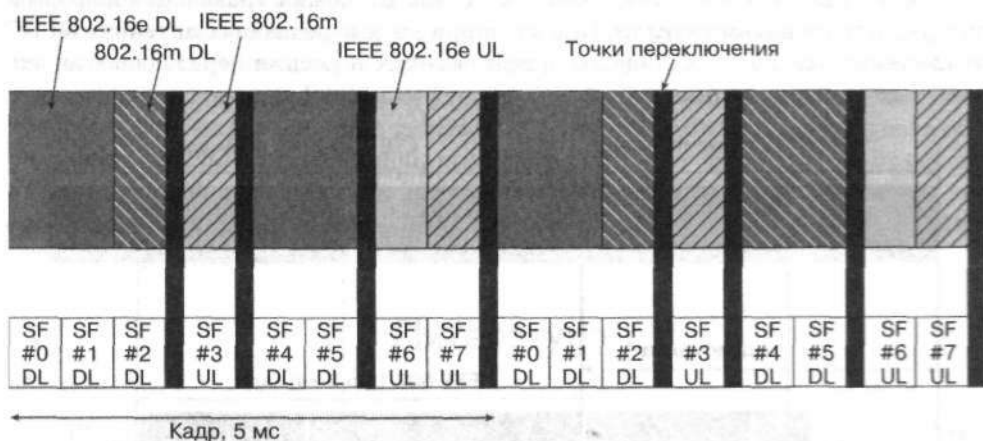 IEEE 802.16e DL
IEEE 802.16m
802.16m DL
IEEE 802.16e UL
Точки переключения
SF #0 DL
SF #1 DL
SF #2 DL
SF #3 UL
SF #4 DL
SF #5 DL
SF #6 UL
SF #7 UL
SF #0 DL
SF #1 DL
SF #2 DL
SF #3 UL
SF #4 DL
SF #5 DL
SF #6 UL
SF #7 UL
Кадр, 5 мс